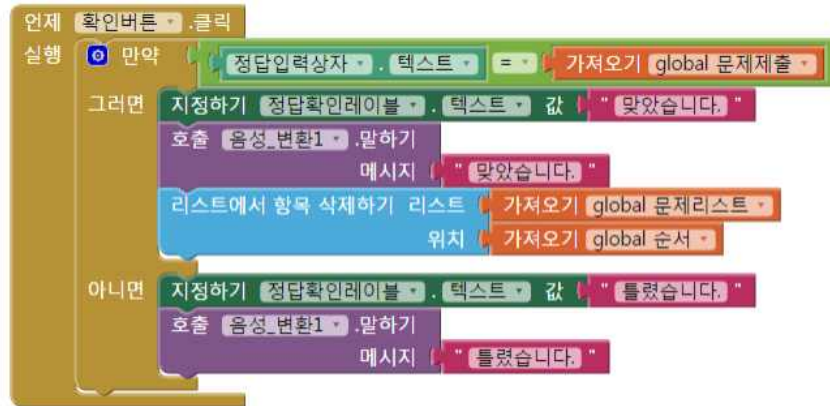 언제 확인버튼 .클릭
실행 만약 정답입력상자 . 텍스트 = 가져오기 global 문제제출
그러면 지정하기 정답확인레이블 . 텍스트 값 " 맞았습니다. "
호출 음성_변환1 .말하기
메시지 " 맞았습니다. "
리스트에서 항목 삭제하기 리스트 가져오기 global 문제리스트
위치 가져오기 global 순서
아니면 지정하기 정답확인레이블 . 텍스트 값 " 틀렸습니다. "
호출 음성_변환1 .말하기
메시지 " 틀렸습니다. "